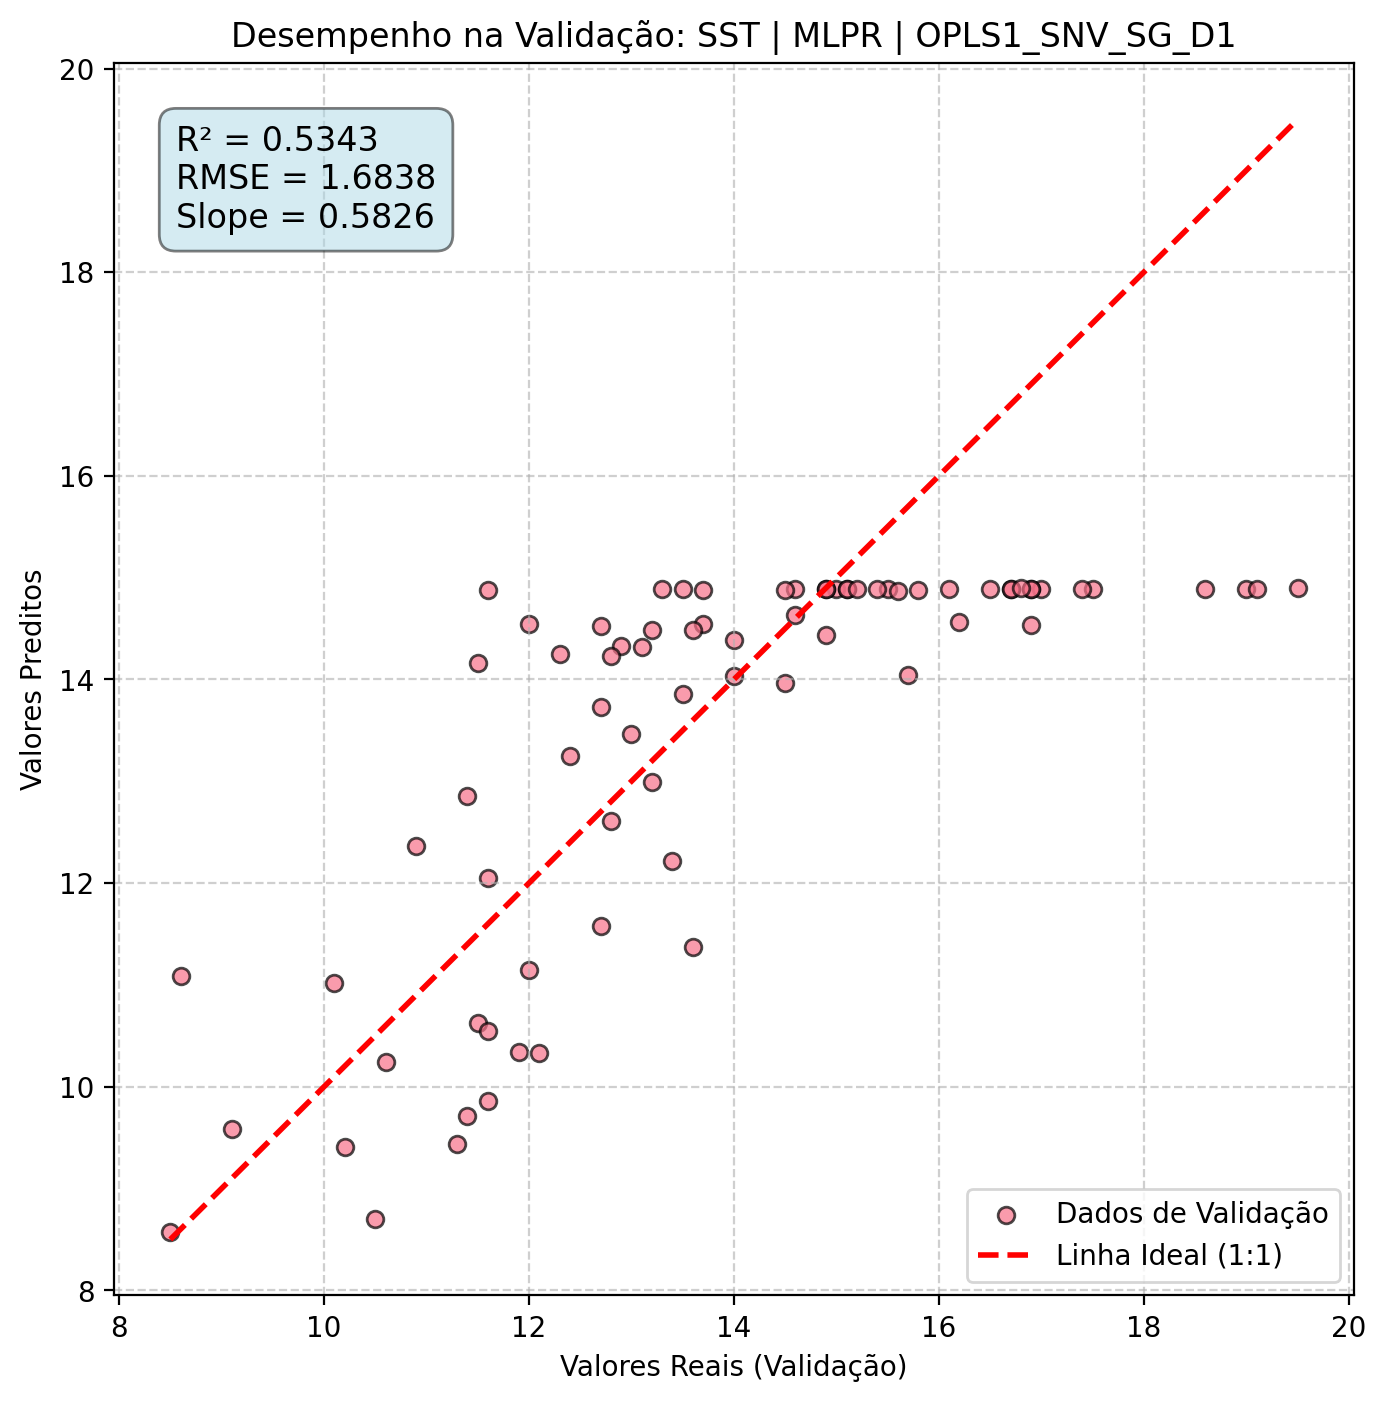 Desempenho na Validação: SST | MLPR | OPLS1_SNV_SG_D1
R² = 0.5343
RMSE = 1.6838
Slope = 0.5826
Valores Preditos
20
18
16
14
12
10
8
Dados de Validação
Linha Ideal (1:1)
8 10 12 14 16 18 20
Valores Reais (Validação)